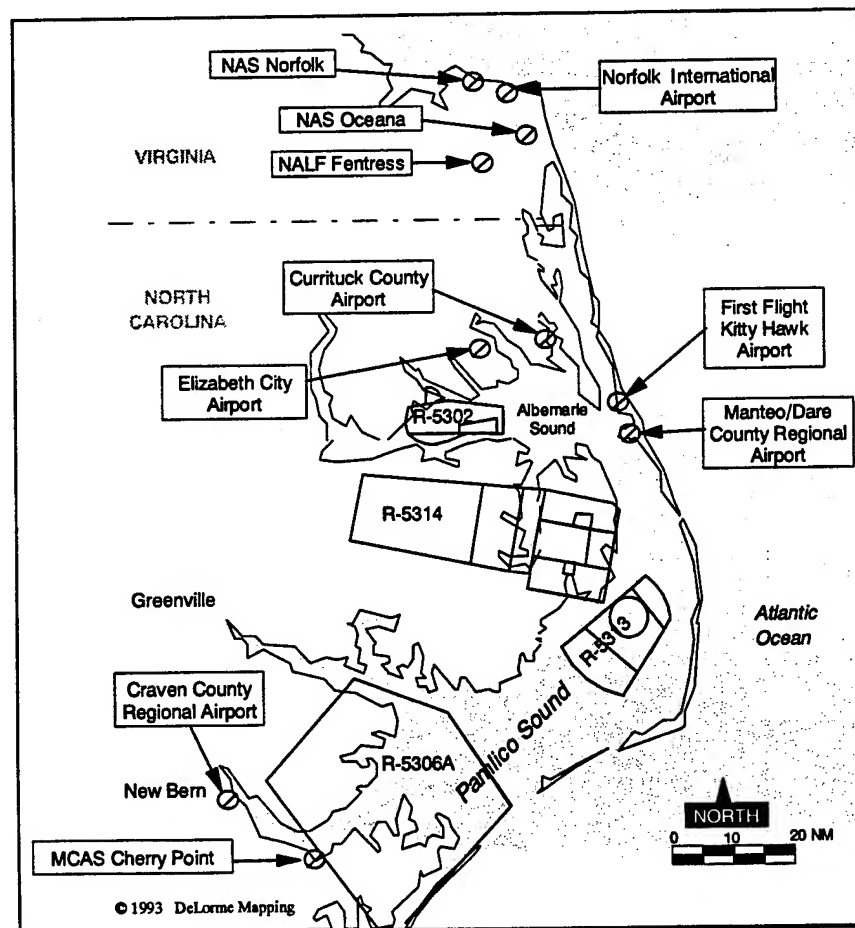 NAS Norfolk
Norfolk International
Airport
NAS Oceana
VIRGINIA
NALF Fentress
Currituck County
Airport
NORTH
CAROLINA
First Flight
Kitty Hawk
Airport
Elizabeth City
Airport
R-5302
Albemarle
Sound
Manteo/Dare
County Regional
Airport
R-5314
Greenville
Atlantic
Ocean
R-5313
Craven County
Regional Airport
Pamlico Sound
R-5306A
New Bern
NORTH
0 10 20 NM
MCAS Cherry Point
© 1993 DeLorme Mapping